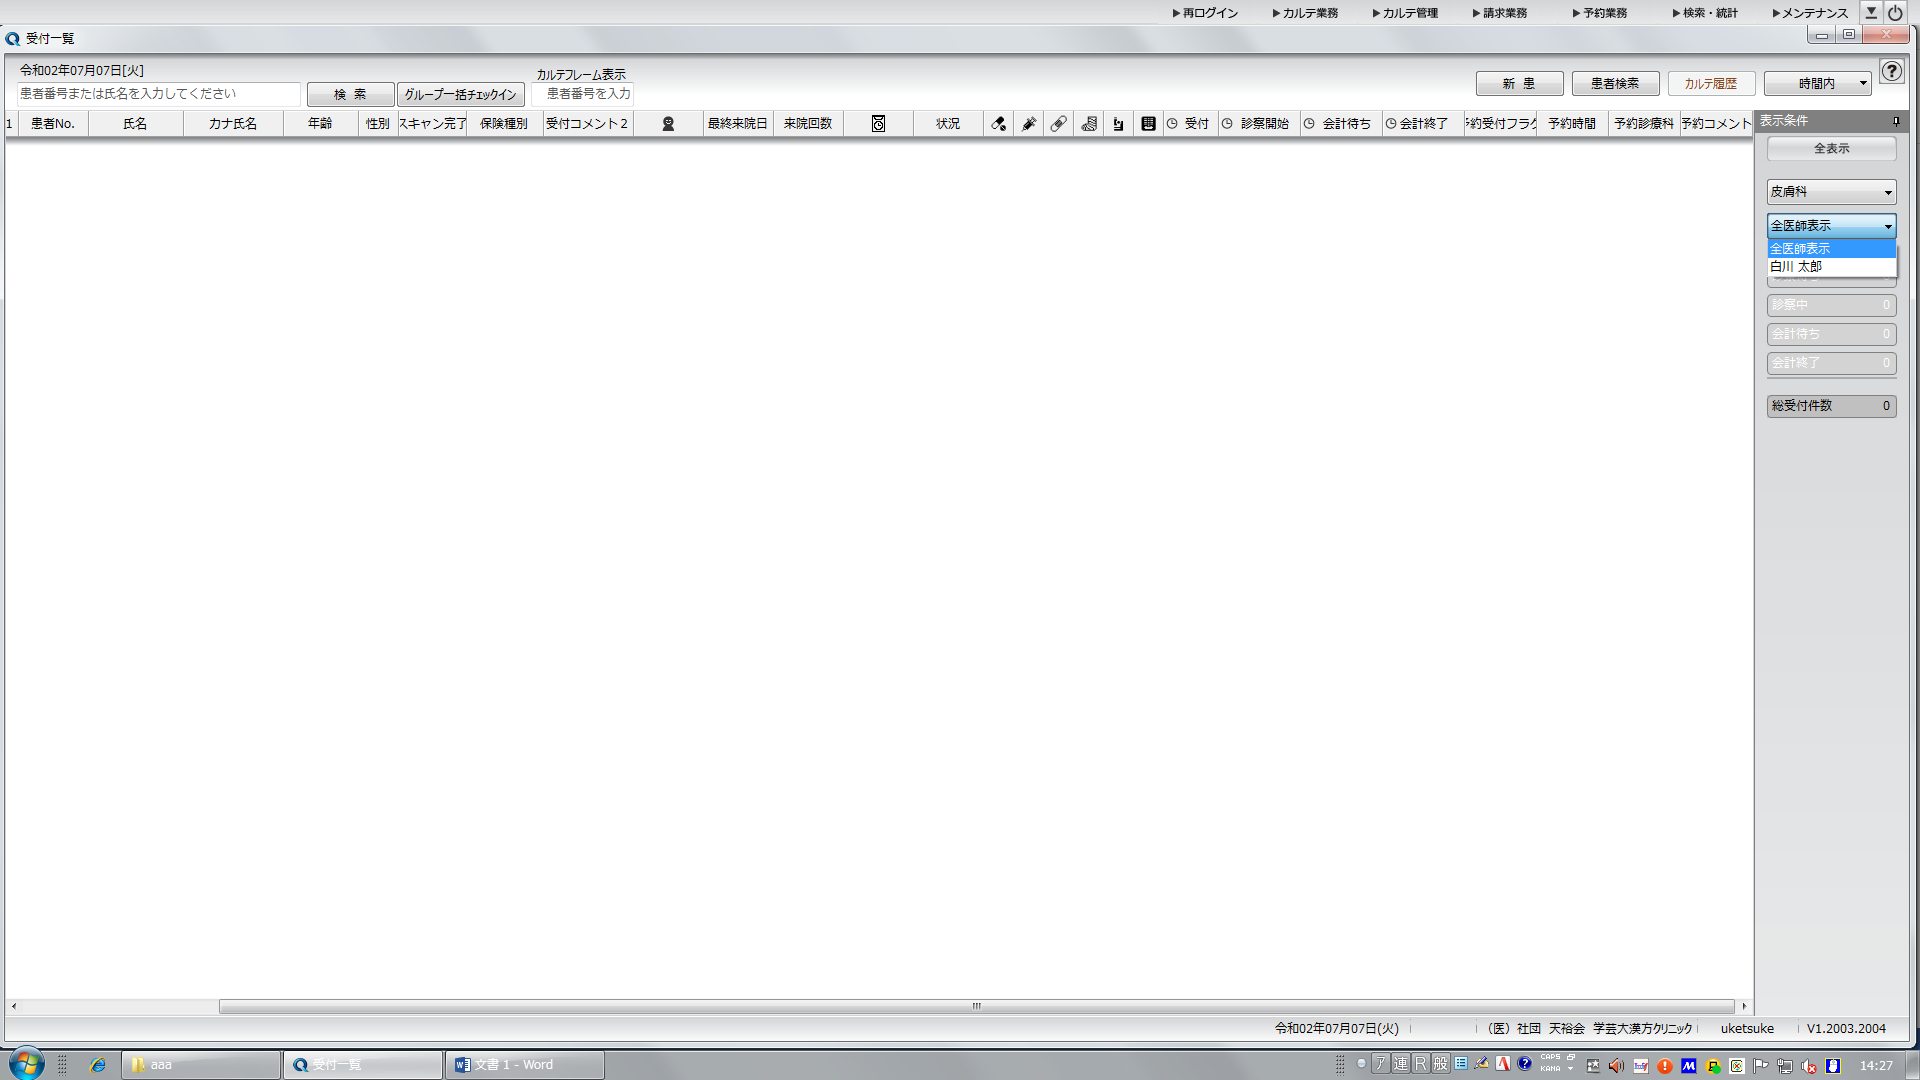 ▶再ログイン ▶カルテ業務 ▶カルテ管理 ▶請求業務 ▶予約業務 ▶検索・統計 ▶メンテナンス
受付一覧
令和02年07月07日[火]
カルテフレーム表示
患者番号または氏名を入力してください 検 索 グループ一括チェックイン 患者番号を入力 新 患 患者検索 カルテ履歴 時間内
1 患者No. 氏名 カナ氏名 年齢 性別 スキャン完了 保険種別 受付コメント2 最終来院日 来院回数 状況 受付 診察開始 会計待ち 会計終了 予約受付フラグ 予約時間 予約診療科 予約コメント
表示条件
全表示
皮膚科
全医師表示
全医師表示
白川 太郎
診察中 0
会計待ち 0
会計終了 0
総受付件数 0
令和02年07月07日(火) (医)社団 天裕会 学芸大漢方クリニック uketsuke V1.2003.2004
aaa 受付一覧 文書 1 - Word
ア 連 R 般 CAPS KANA 14:27